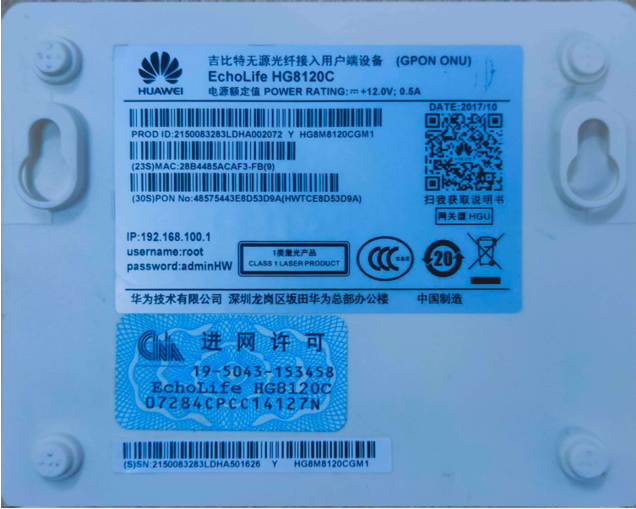 吉比特无源光纤接入用户端设备 (GPON ONU)
HUAWEI
EchoLife HG8120C
电源额定值 POWER RATING: ⎓ +12.0V; 0.5A
DATE:2017/10
PROD ID:2150083283LDHA002072 Y HG8M8120CGM1
(23S)MAC:28B4485ACAF3-FB(9)
(30S)PON No:48575443E8D53D9A(HWTCE8D53D9A)
扫我获取说明书
网关型 HGU
IP:192.168.100.1
username:root
password:adminHW
1类激光产品
CLASS 1 LASER PRODUCT
CCC
20
华为技术有限公司 深圳龙岗区坂田华为总部办公楼 中国制造
CNA 进网许可
19-5043-153458
EchoLife HG8120C
07284CPCC14127N
(S)SN:2150083283LDHA501626 Y HG8M8120CGM1